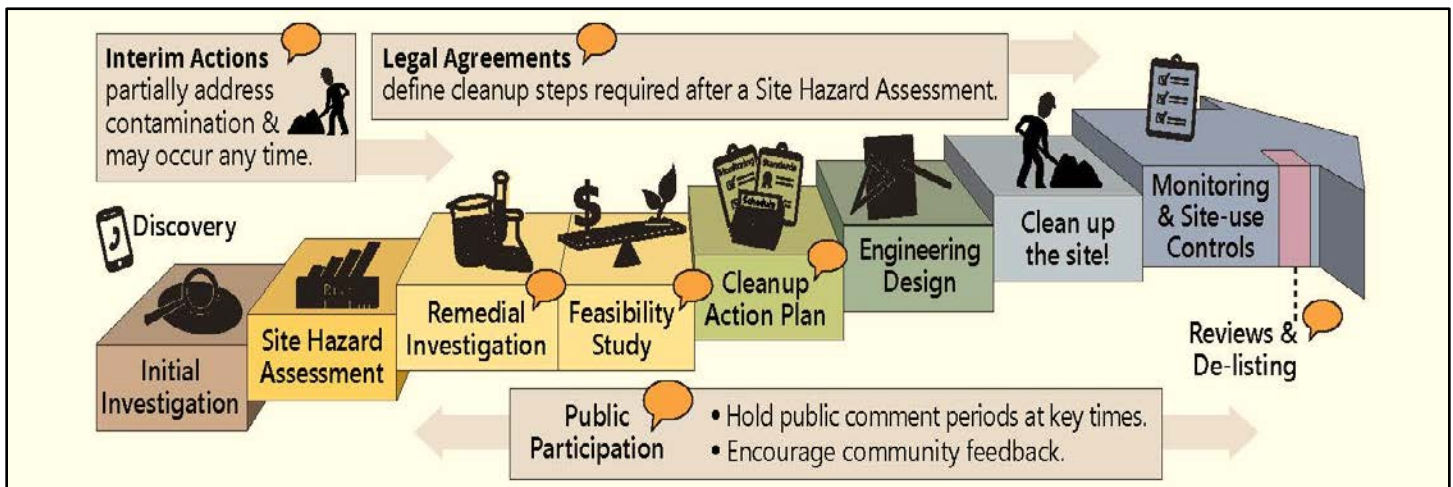 Interim Actions
partially address
contamination &
may occur any time.
Legal Agreements
define cleanup steps required after a Site Hazard Assessment.
Discovery
Initial
Investigation
Site Hazard
Assessment
Remedial
Investigation
Feasibility
Study
Monitoring
Standards
Schedule
Cleanup
Action Plan
Engineering
Design
Clean up
the site!
Monitoring
& Site-use
Controls
Reviews &
De-listing
Public
Participation
• Hold public comment periods at key times.
• Encourage community feedback.